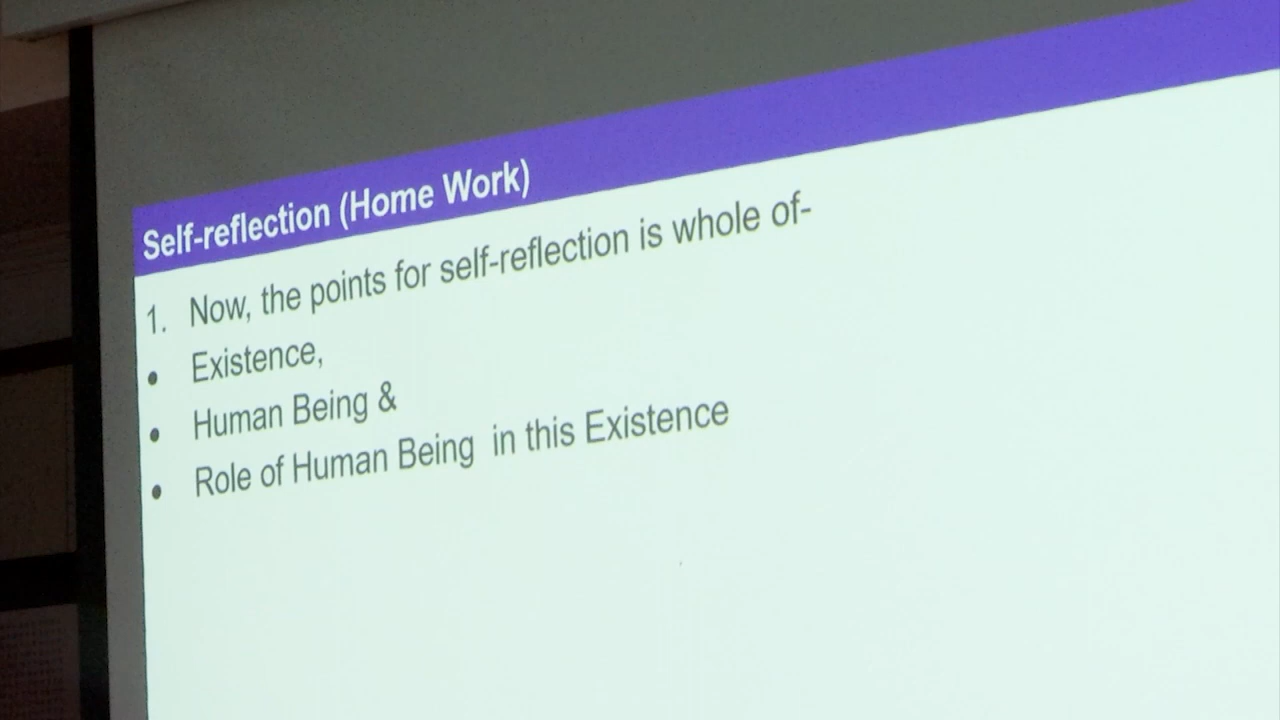 Self-reflection (Home Work)
1. Now, the points for self-reflection is whole of-
• Existence,
• Human Being &
• Role of Human Being in this Existence